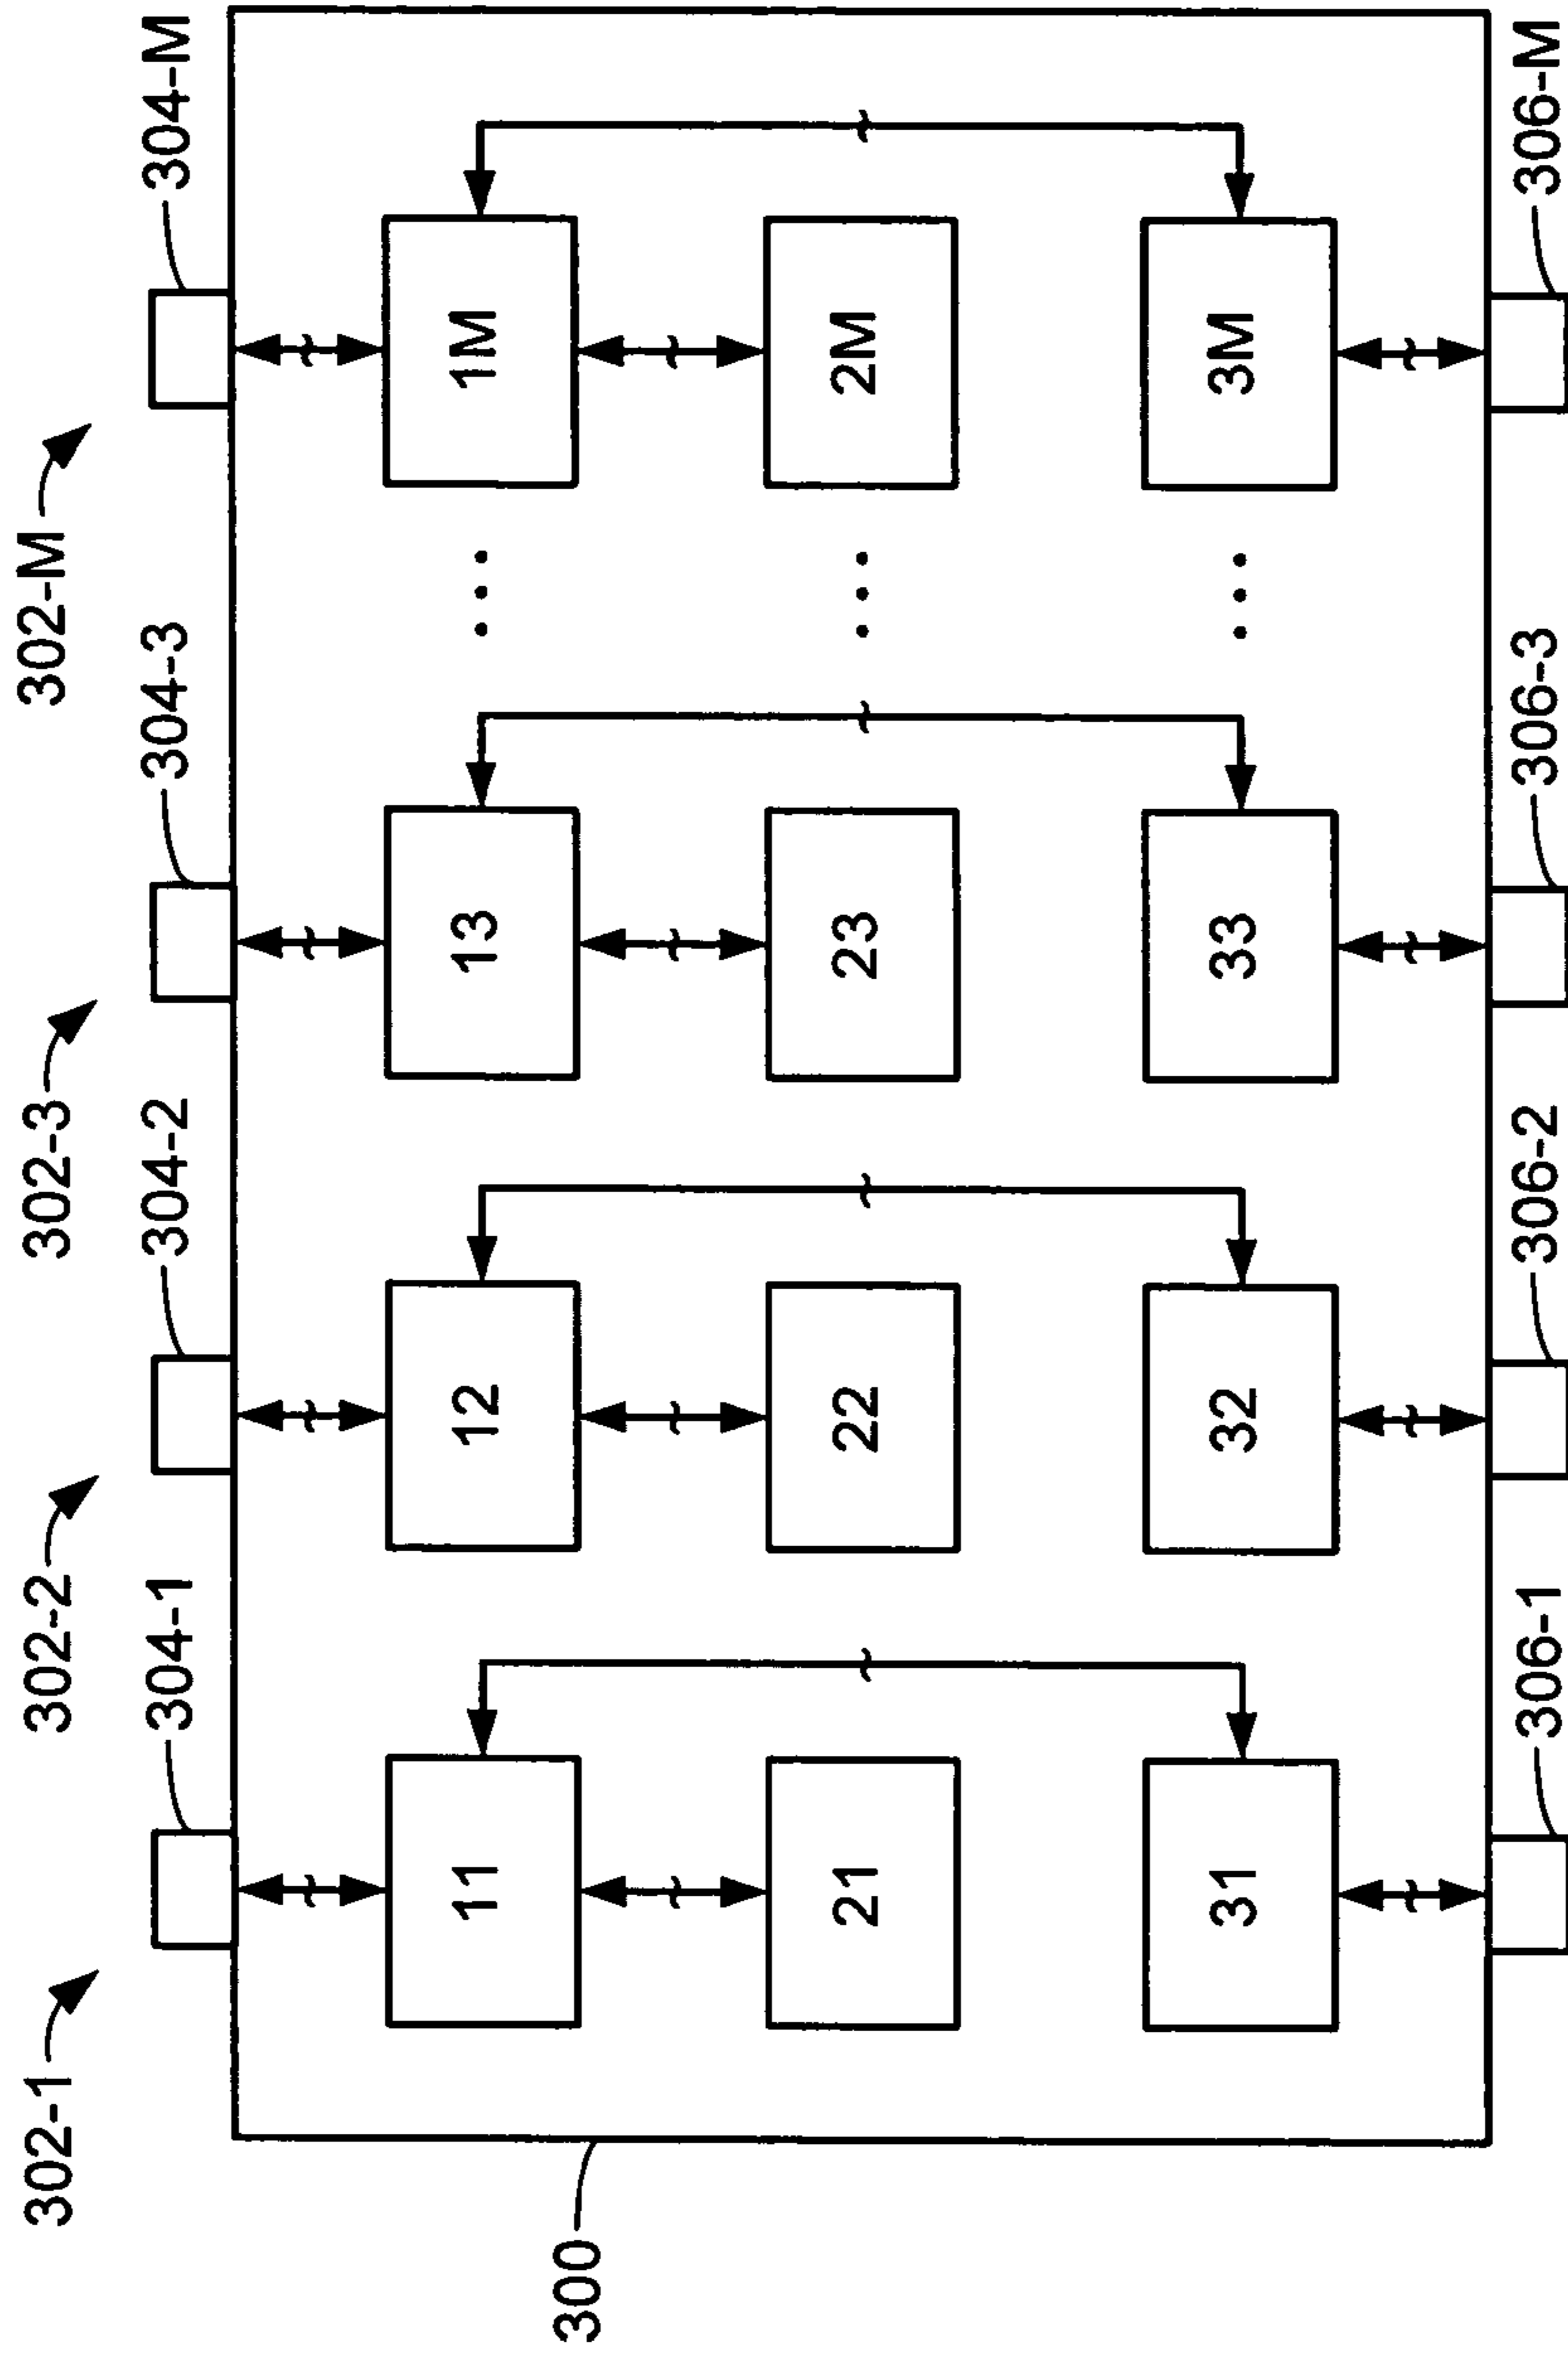 302-1 302-2 302-3 302-M
304-1 304-2 304-3 304-M
11 12 13 ... 1M
300
21 22 23 ... 2M
31 32 33 ... 3M
306-1 306-2 306-3 306-M